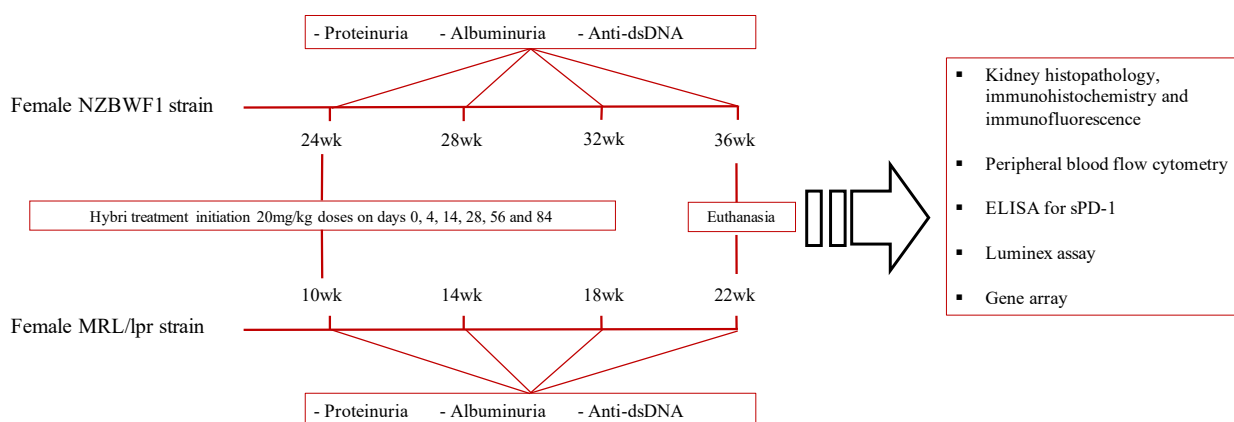 - Proteinuria - Albuminuria - Anti-dsDNA
Female NZBWF1 strain
24wk 28wk 32wk 36wk
Hybri treatment initiation 20mg/kg doses on days 0, 4, 14, 28, 56 and 84
Euthanasia
10wk 14wk 18wk 22wk
Female MRL/lpr strain
- Proteinuria - Albuminuria - Anti-dsDNA
▪ Kidney histopathology,
immunohistochemistry and
immunofluorescence
▪ Peripheral blood flow cytometry
▪ ELISA for sPD-1
▪ Luminex assay
▪ Gene array